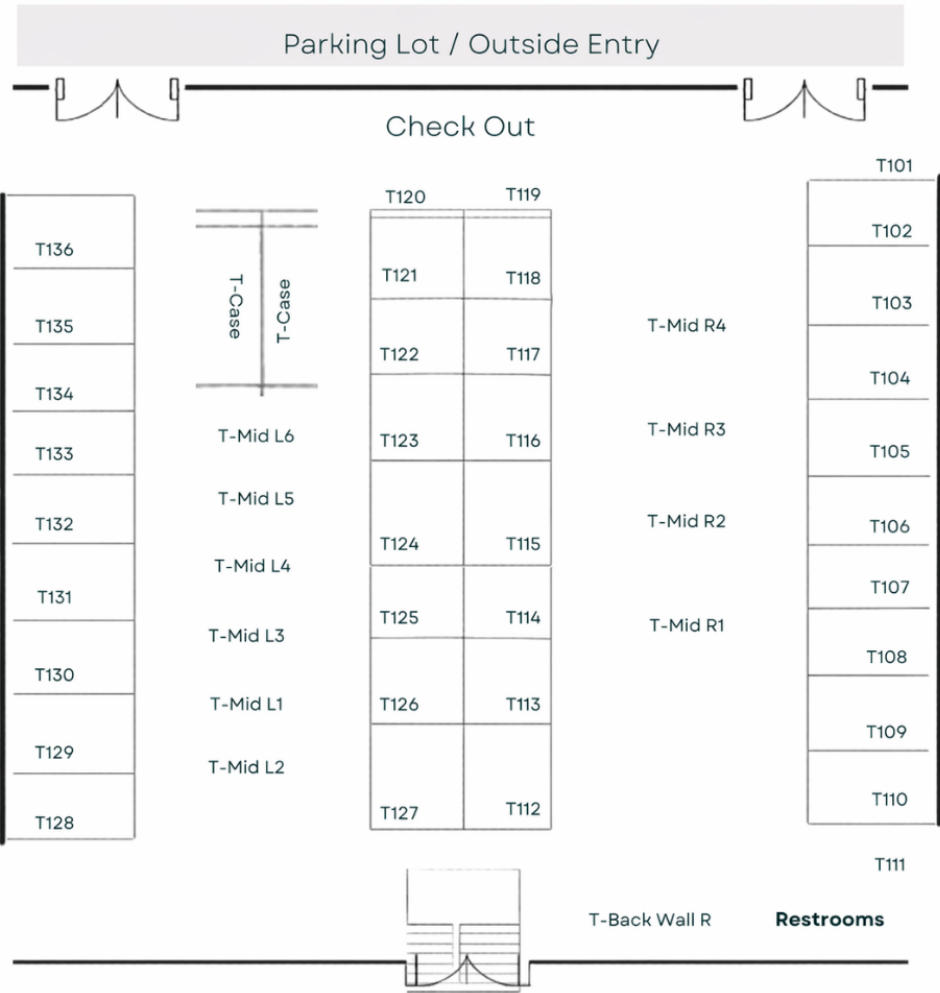 Parking Lot / Outside Entry
Check Out
T101
T120
T119
T102
T136
T121
T118
T-Case
T-Case
T103
T135
T122
T117
T-Mid R4
T104
T134
T-Mid L6
T123
T116
T-Mid R3
T105
T133
T-Mid L5
T132
T124
T115
T-Mid R2
T106
T-Mid L4
T131
T107
T125
T114
T-Mid R1
T-Mid L3
T108
T130
T-Mid L1
T126
T113
T109
T129
T-Mid L2
T110
T128
T127
T112
T111
T-Back Wall R
Restrooms